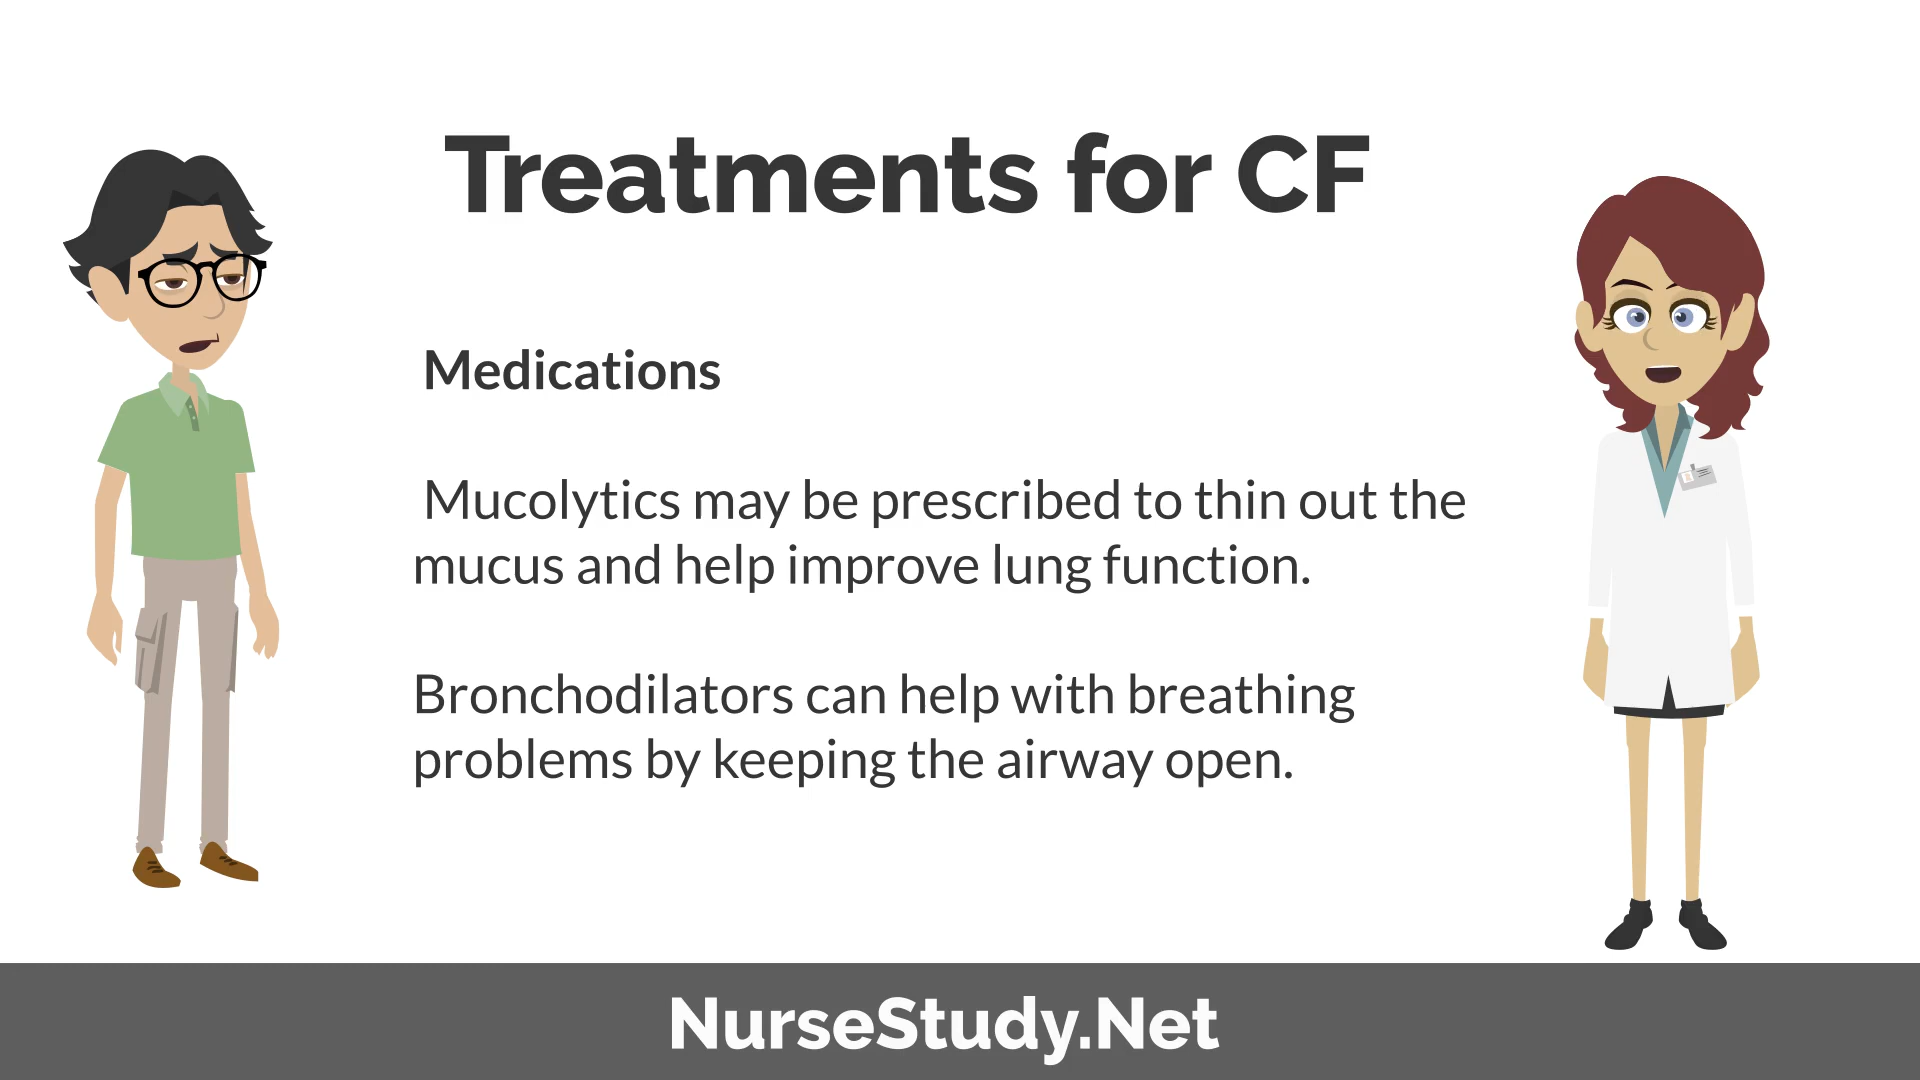 Treatments for CF
Medications
Mucolytics may be prescribed to thin out the
mucus and help improve lung function.
Bronchodilators can help with breathing
problems by keeping the airway open.
NurseStudy.Net